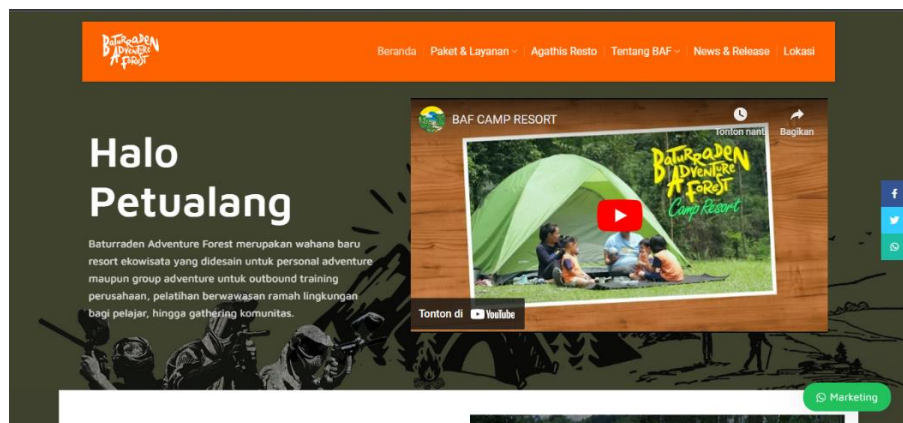 BATURRADEN
ADVENTURE
FOREST
Beranda Paket & Layanan Agathis Resto Tentang BAF News & Release Lokasi
BAF CAMP RESORT
Tonton nanti Bagikan
Halo
Petualang
BATURRADEN
ADVENTURE
FOREST
Camp Resort
Baturraden Adventure Forest merupakan wahana baru
resort ekowisata yang didesain untuk personal adventure
maupun group adventure untuk outbound training
perusahaan, pelatihan berwawasan ramah lingkungan
bagi pelajar, hingga gathering komunitas.
Tonton di YouTube
Marketing